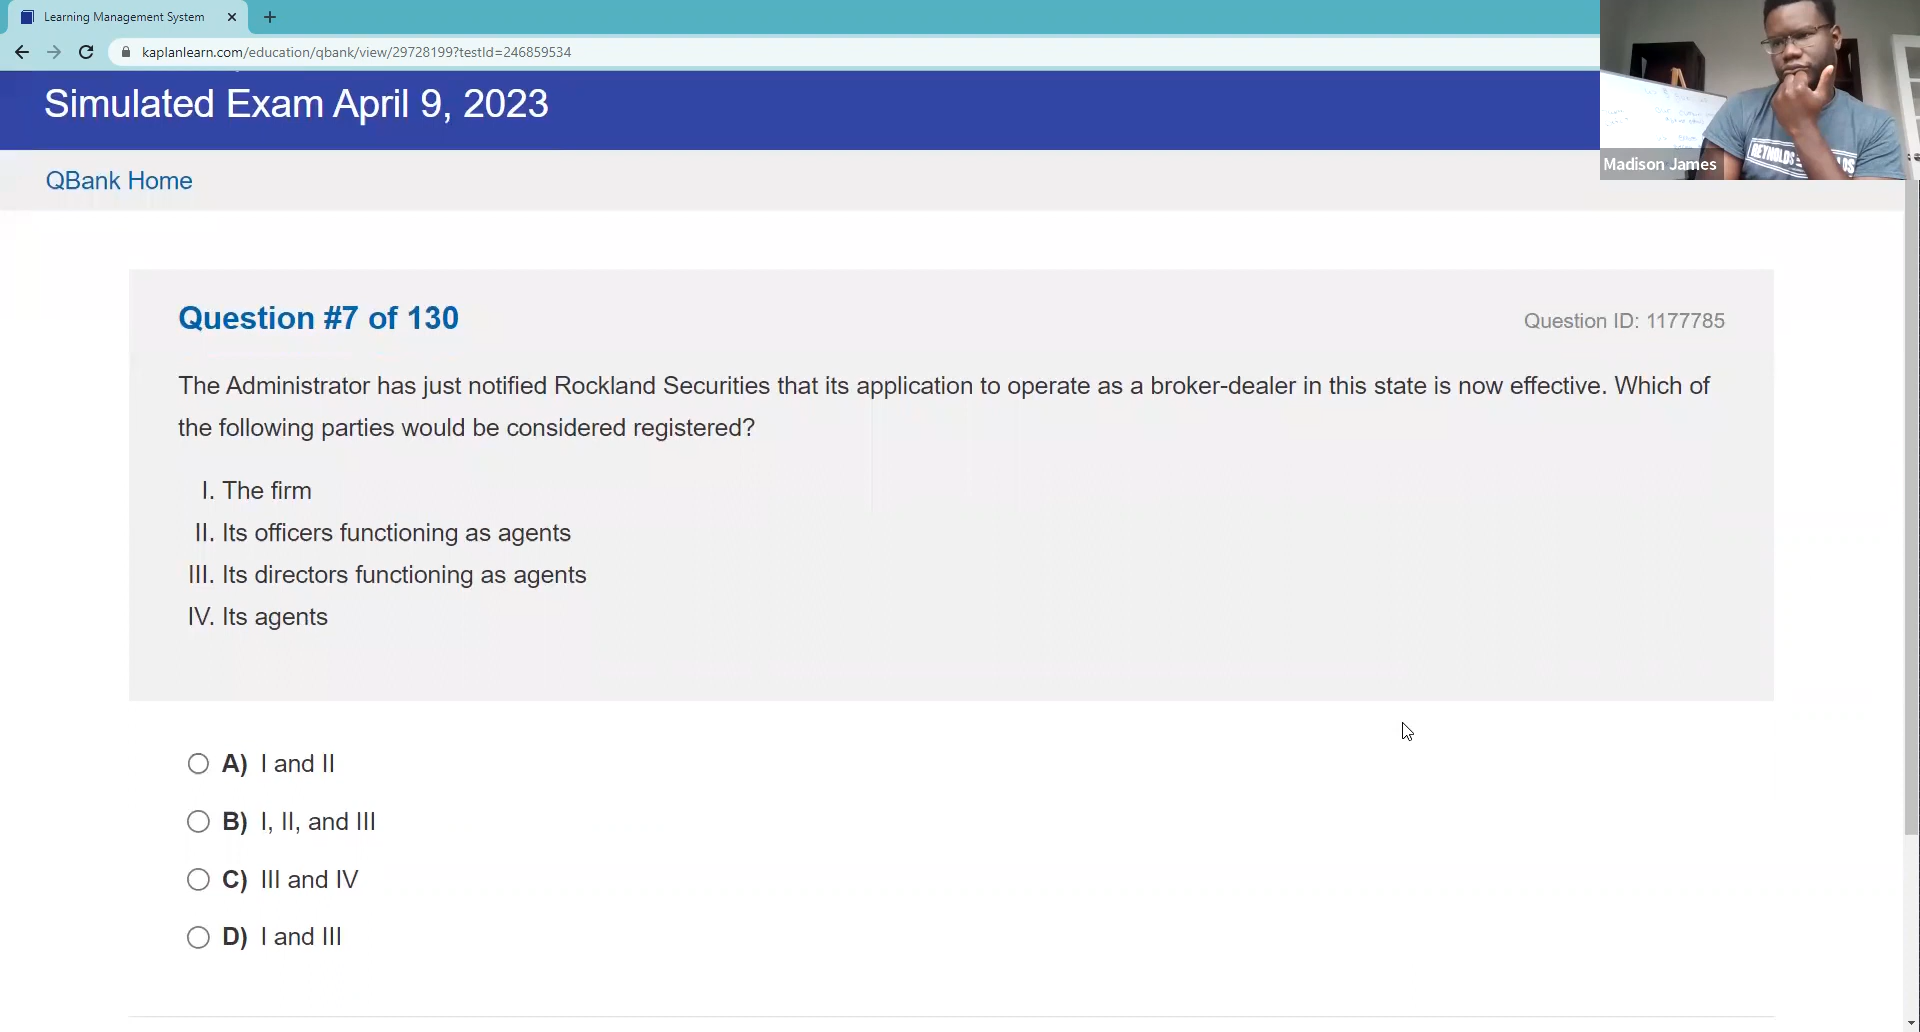 Learning Management System
kaplanlearn.com/education/qbank/view/29728199?testId=246859534
Simulated Exam April 9, 2023
Madison James
QBank Home
Question #7 of 130
Question ID: 1177785
The Administrator has just notified Rockland Securities that its application to operate as a broker-dealer in this state is now effective. Which of
the following parties would be considered registered?
I. The firm
II. Its officers functioning as agents
III. Its directors functioning as agents
IV. Its agents
A) I and II
B) I, II, and III
C) III and IV
D) I and III